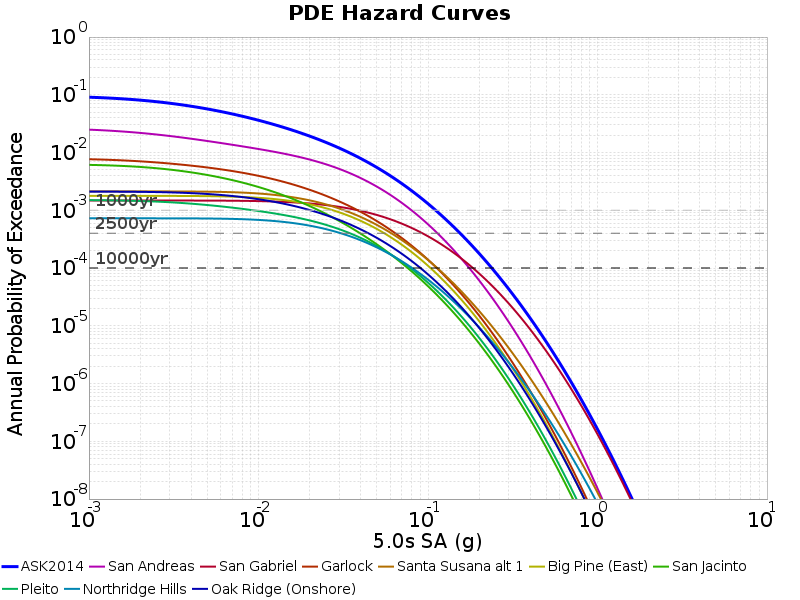 PDE Hazard Curves
10^0
10^-1
10^-2
10^-3
10^-4
10^-5
10^-6
10^-7
10^-8
Annual Probability of Exceedance
1000yr
2500yr
10000yr
10^-3 10^-2 10^-1 10^0 10^1
5.0s SA (g)
ASK2014 San Andreas San Gabriel Garlock Santa Susana alt 1 Big Pine (East) San Jacinto
Pleito Northridge Hills Oak Ridge (Onshore)